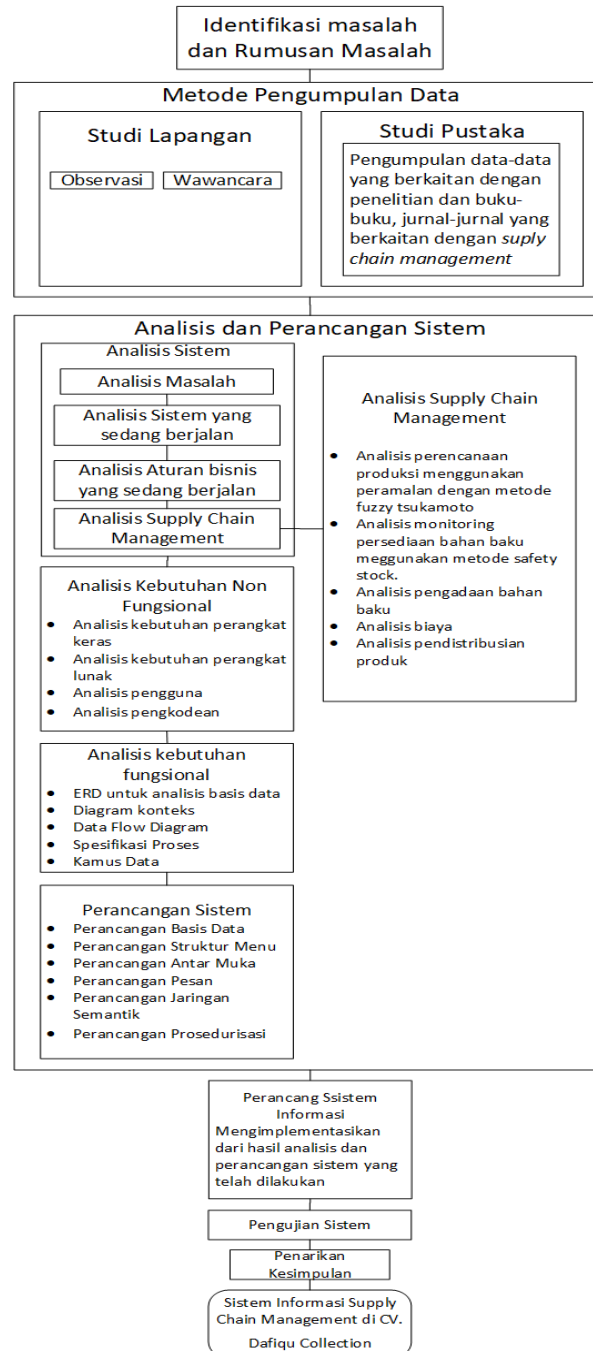 Identifikasi masalah
dan Rumusan Masalah
Metode Pengumpulan Data
Studi Lapangan
Observasi
Wawancara
Studi Pustaka
Pengumpulan data-data
yang berkaitan dengan
penelitian dan buku-
buku, jurnal-jurnal yang
berkaitan dengan suply
chain management
Analisis dan Perancangan Sistem
Analisis Sistem
Analisis Masalah
Analisis Sistem yang
sedang berjalan
Analisis Aturan bisnis
yang sedang berjalan
Analisis Supply Chain
Management
Analisis Supply Chain
Management
• Analisis perencanaan
produksi menggunakan
peramalan dengan metode
fuzzy tsukamoto
• Analisis monitoring
persediaan bahan baku
meggunakan metode safety
stock.
• Analisis pengadaan bahan
baku
• Analisis biaya
• Analisis pendistribusian
produk
Analisis Kebutuhan Non
Fungsional
• Analisis kebutuhan perangkat
keras
• Analisis kebutuhan perangkat
lunak
• Analisis pengguna
• Analisis pengkodean
Analisis kebutuhan
fungsional
• ERD untuk analisis basis data
• Diagram konteks
• Data Flow Diagram
• Spesifikasi Proses
• Kamus Data
Perancangan Sistem
• Perancangan Basis Data
• Perancangan Struktur Menu
• Perancangan Antar Muka
• Perancangan Pesan
• Perancangan Jaringan
Semantik
• Perancangan Prosedurisasi
Perancang Ssistem
Informasi
Mengimplementasikan
dari hasil analisis dan
perancangan sistem yang
telah dilakukan
Pengujian Sistem
Penarikan
Kesimpulan
Sistem Informasi Supply
Chain Management di CV.
Dafiqu Collection